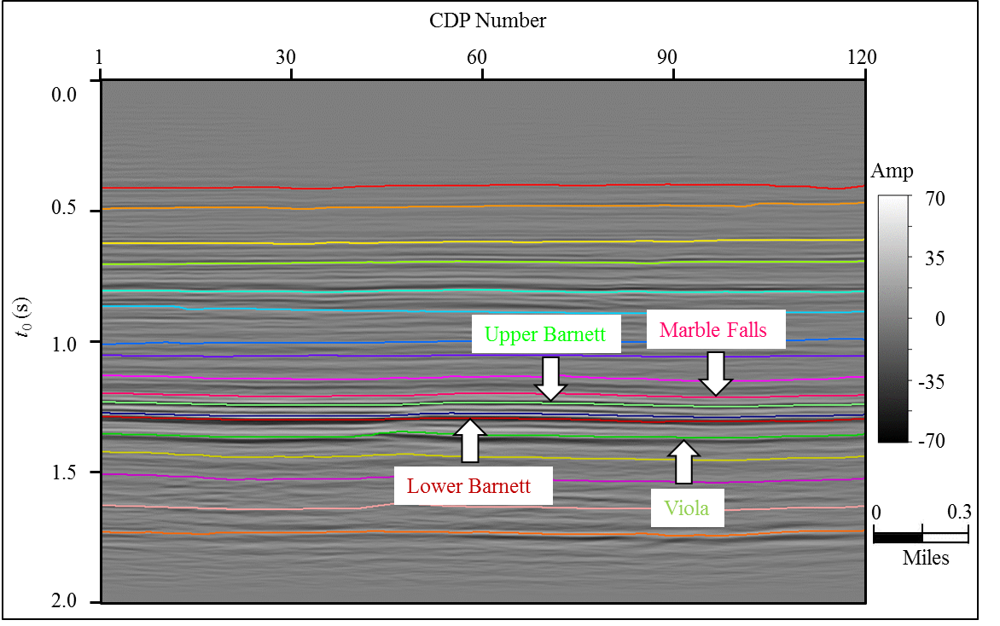 CDP Number
1 30 60 90 120
0.0
0.5
1.0
1.5
2.0
t0 (s)
Upper Barnett
Marble Falls
Lower Barnett
Viola
Amp
70
35
0
-35
-70
0 0.3
Miles